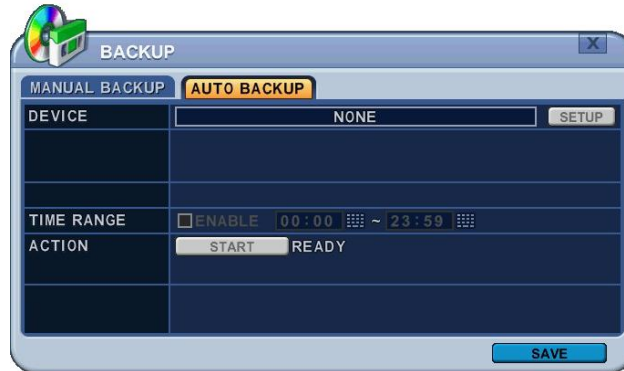 BACKUP X
MANUAL BACKUP AUTO BACKUP
DEVICE NONE SETUP
TIME RANGE ENABLE 00:00 ~ 23:59
ACTION START READY
SAVE